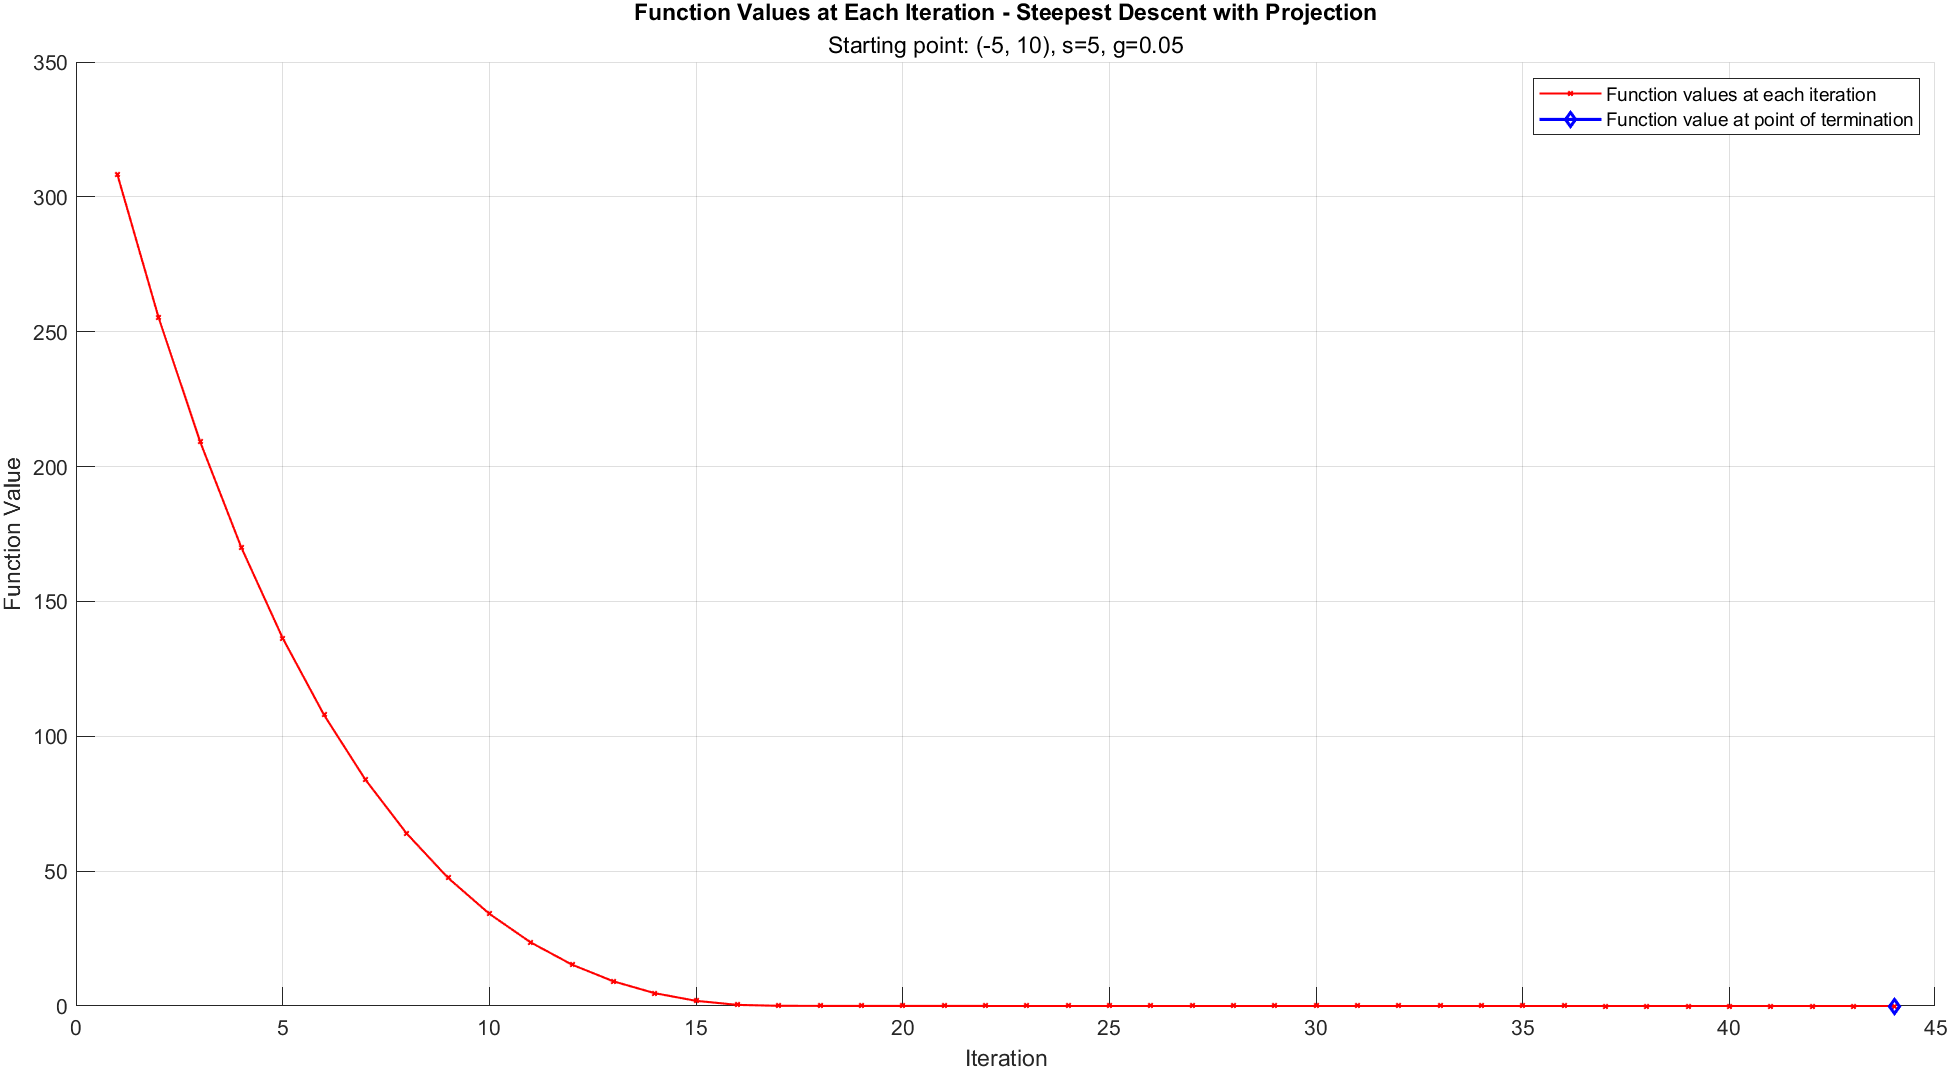 Function Values at Each Iteration - Steepest Descent with Projection
Starting point: (-5, 10), s=5, g=0.05
350
300
250
200
150
100
50
0
Function Value
Function values at each iteration
Function value at point of termination
0 5 10 15 20 25 30 35 40 45
Iteration